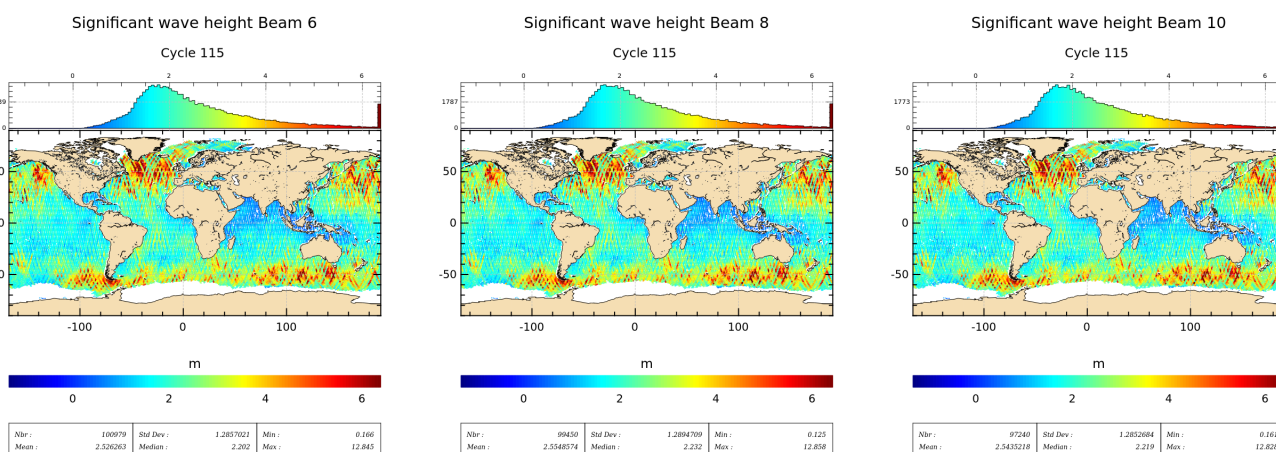 Significant wave height Beam 6
Cycle 115
0 2 4 6
0
50
0
-100 0 100
m
0 2 4 6
Nbr : 100979 Std Dev : 1.2857021 Min : 0.166
Mean : 2.526263 Median : 2.202 Max : 12.845
Significant wave height Beam 8
Cycle 115
0 2 4 6
1787
0
50
0
-50
-100 0 100
m
0 2 4 6
Nbr : 99450 Std Dev : 1.2894709 Min : 0.125
Mean : 2.5548574 Median : 2.232 Max : 12.858
Significant wave height Beam 10
Cycle 115
0 2 4 6
1773
0
50
0
-50
-100 0 100
m
0 2 4 6
Nbr : 97240 Std Dev : 1.2852684 Min :
Mean : 2.5435218 Median : 2.219 Max :